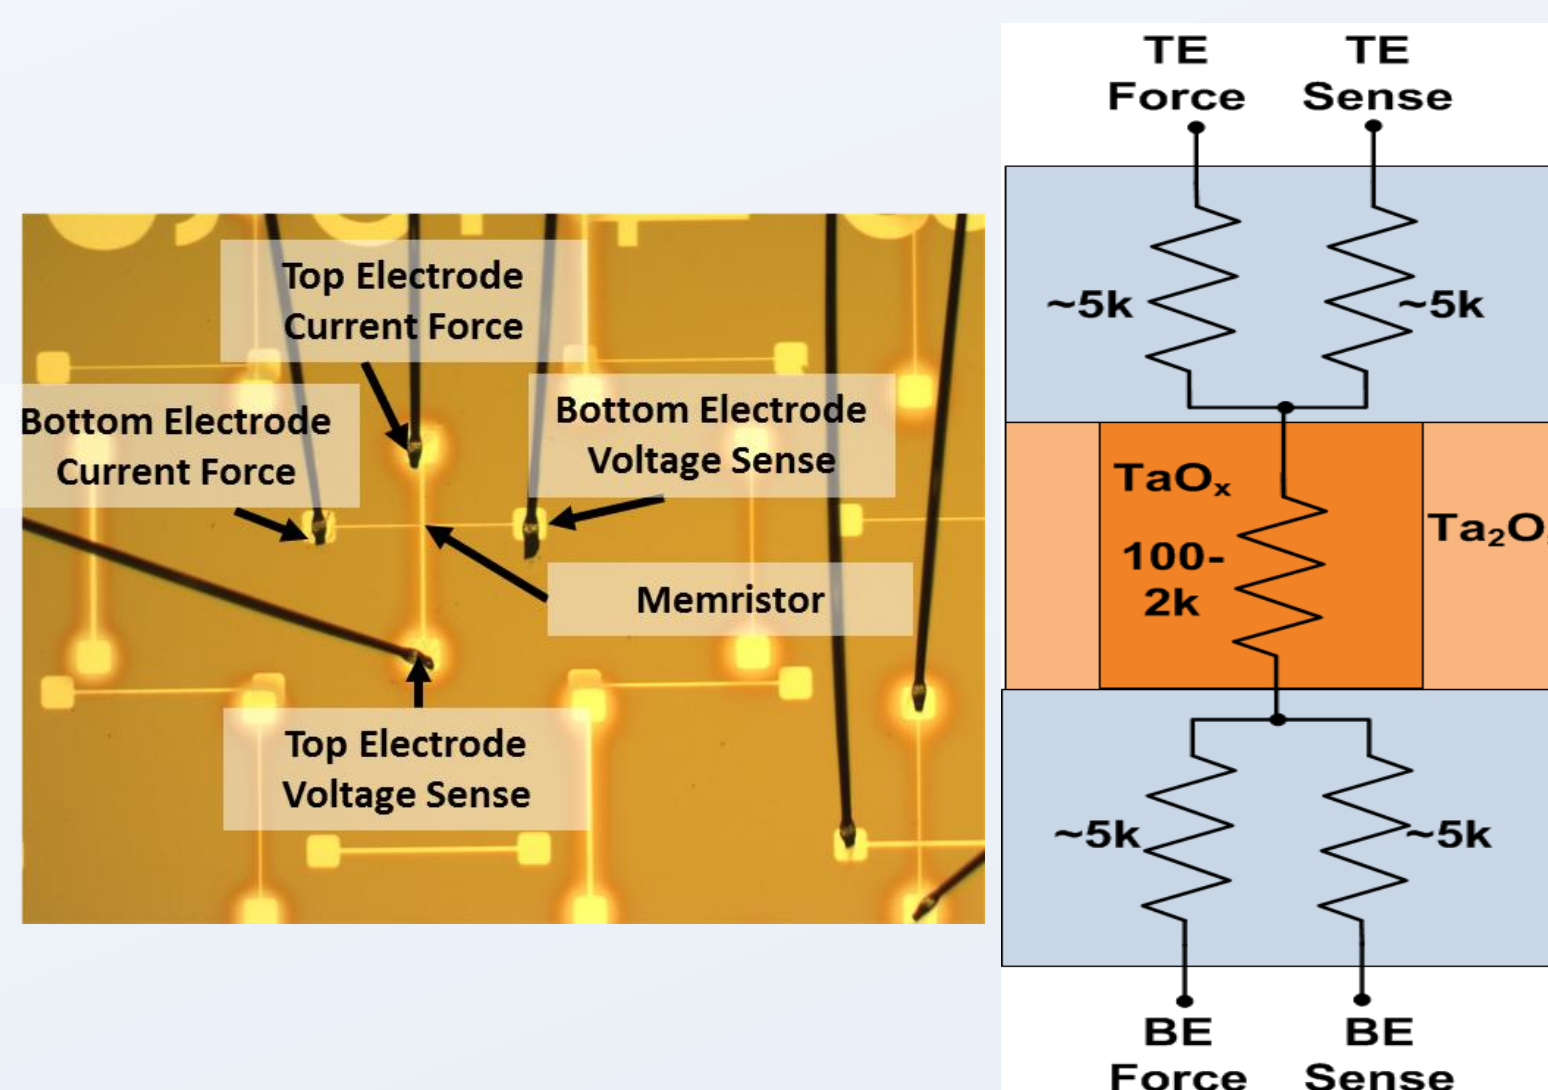 Top Electrode
Current Force
Bottom Electrode
Current Force
Bottom Electrode
Voltage Sense
Memristor
Top Electrode
Voltage Sense
TE
Force
TE
Sense
~5k
~5k
TaOₓ
100-
2k
~5k
~5k
BE
Force
BE
Sense